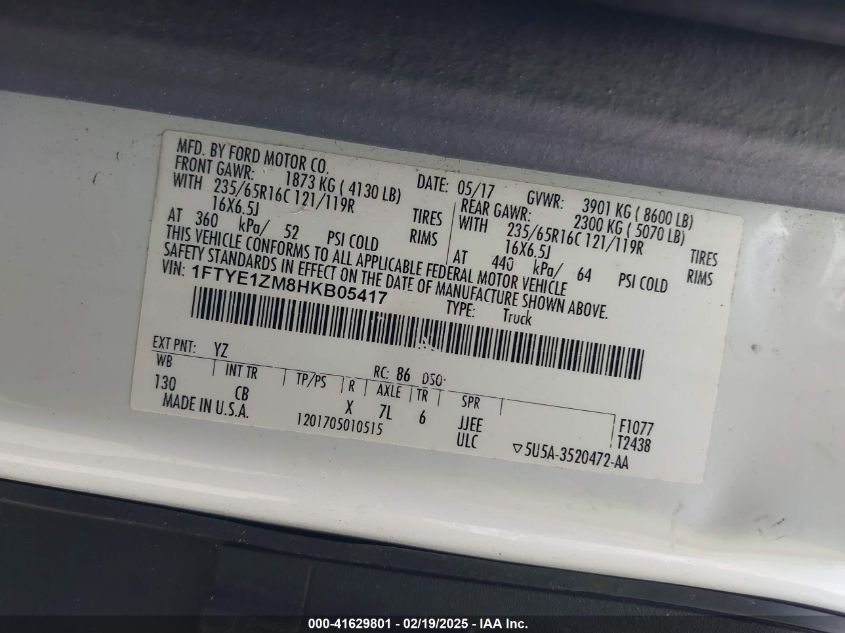 MFD. BY FORD MOTOR CO.
DATE: 05/17 GVWR: 3901 KG ( 8600 LB)
FRONT GAWR: 1873 KG ( 4130 LB) REAR GAWR: 2300 KG ( 5070 LB)
WITH 235/65R16C 121/119R TIRES WITH 235/65R16C 121/119R TIRES
16X6.5J RIMS 16X6.5J RIMS
AT 360 kPa/ 52 PSI COLD AT 440 kPa/ 64 PSI COLD
THIS VEHICLE CONFORMS TO ALL APPLICABLE FEDERAL MOTOR VEHICLE
SAFETY STANDARDS IN EFFECT ON THE DATE OF MANUFACTURE SHOWN ABOVE.
VIN: 1FTYE1ZM8HKB05417 TYPE: Truck
EXT PNT: YZ RC: 86 DSO:
WB INT TR TP/PS R AXLE TR SPR
130 CB X 7L 6 JJEE F1077
MADE IN U.S.A. 1201705010515 ULC T2438
▽5U5A-3520472-AA
000-41629801 - 02/19/2025 - IAA Inc.